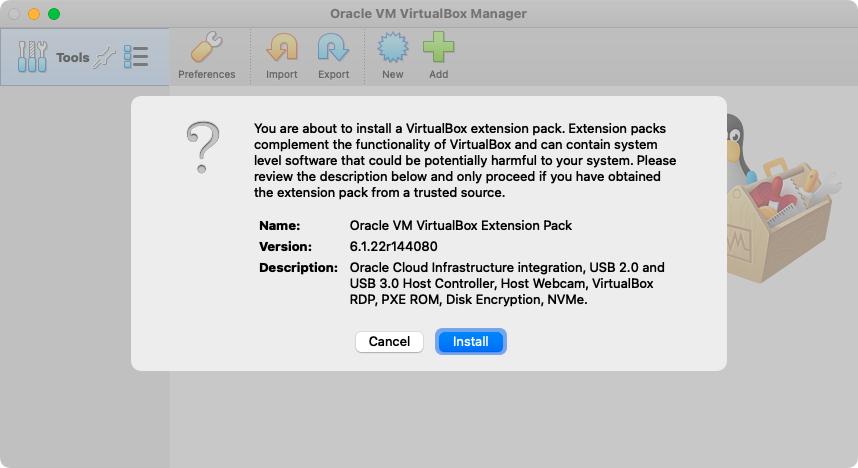 Oracle VM VirtualBox Manager
Tools
Preferences
Import
Export
New
Add
You are about to install a VirtualBox extension pack. Extension packs
complement the functionality of VirtualBox and can contain system
level software that could be potentially harmful to your system. Please
review the description below and only proceed if you have obtained
the extension pack from a trusted source.
Name: Oracle VM VirtualBox Extension Pack
Version: 6.1.22r144080
Description: Oracle Cloud Infrastructure integration, USB 2.0 and
USB 3.0 Host Controller, Host Webcam, VirtualBox
RDP, PXE ROM, Disk Encryption, NVMe.
Cancel
Install